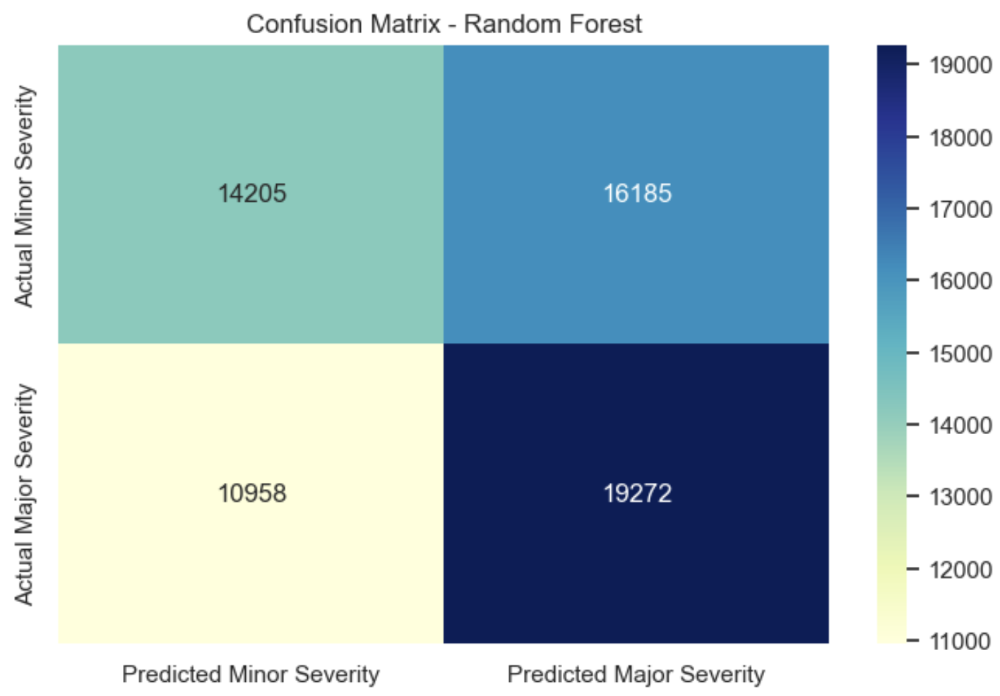 Confusion Matrix - Random Forest
Actual Minor Severity
14205
16185
Actual Major Severity
10958
19272
Predicted Minor Severity
Predicted Major Severity
19000
18000
17000
16000
15000
14000
13000
12000
11000